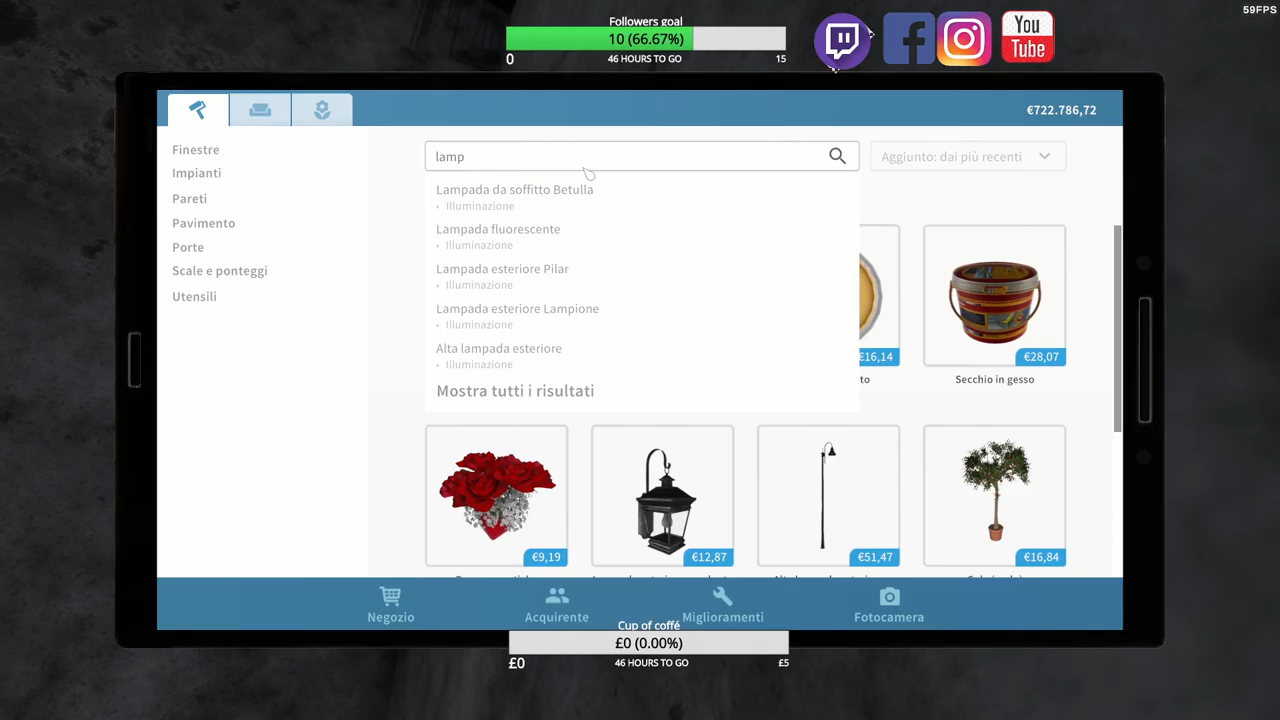 59FPS
Followers goal
10 (66.67%)
0
46 HOURS TO GO
15
You
Tube
€722.786,72
Finestre
Impianti
Pareti
Pavimento
Porte
Scale e ponteggi
Utensili
lamp
Aggiunto: dai più recenti
Lampada da soffitto Betulla
• Illuminazione
Lampada fluorescente
• Illuminazione
Lampada esteriore Pilar
• Illuminazione
Lampada esteriore Lampione
• Illuminazione
Alta lampada esteriore
• Illuminazione
Mostra tutti i risultati
€16,14
to
€28,07
Secchio in gesso
€9,19
€12,87
€51,47
€16,84
Negozio
Acquirente
Miglioramenti
Fotocamera
Cup of coffé
£0 (0.00%)
£0
46 HOURS TO GO
£5